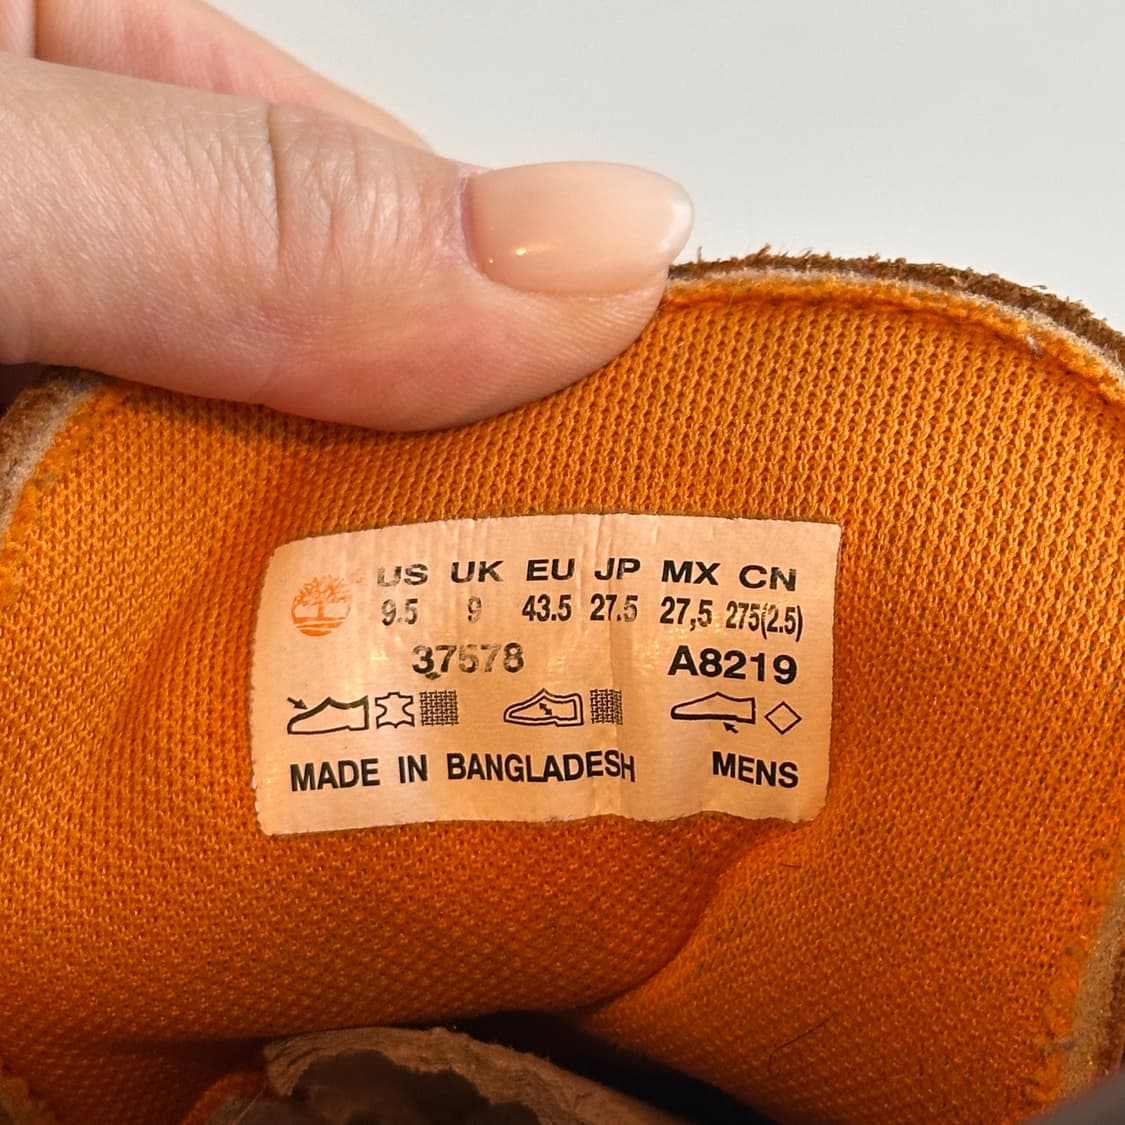 US UK EU JP MX CN
9.5 9 43.5 27.5 27,5 275(2.5)
37578 A8219
MADE IN BANGLADESH MENS